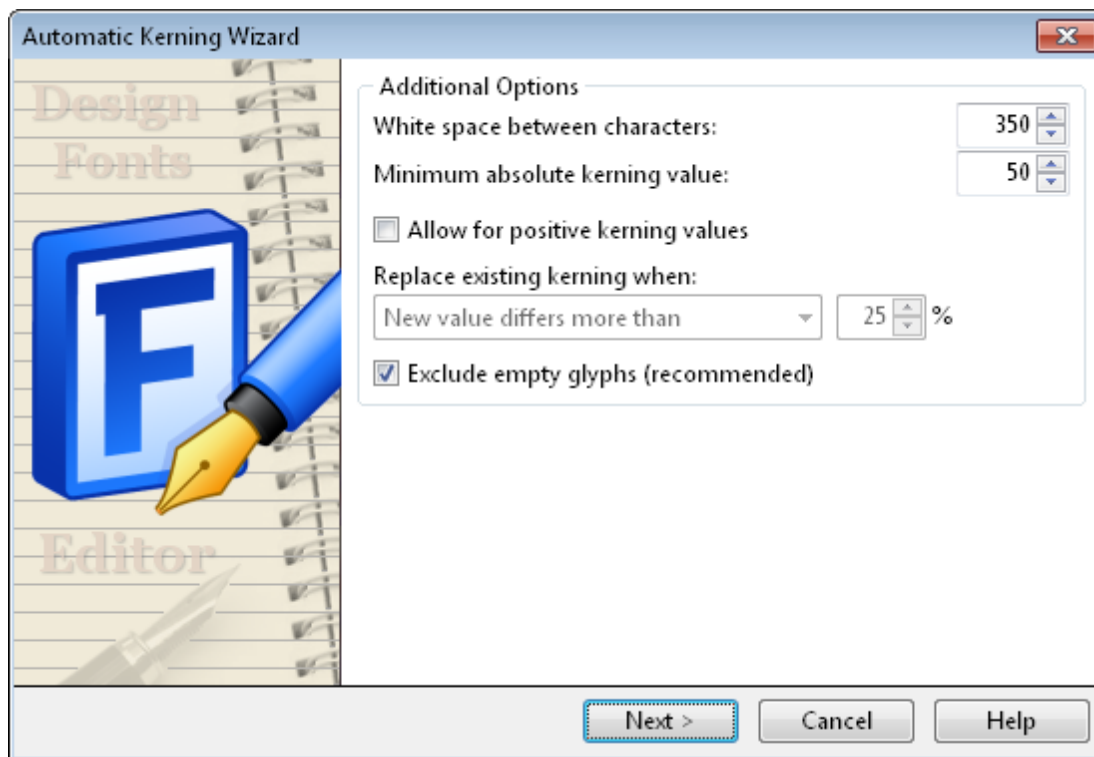 Automatic Kerning Wizard
Design
Fonts
F
Editor
Additional Options
White space between characters: 350
Minimum absolute kerning value: 50
Allow for positive kerning values
Replace existing kerning when:
New value differs more than 25 %
Exclude empty glyphs (recommended)
Next > Cancel Help